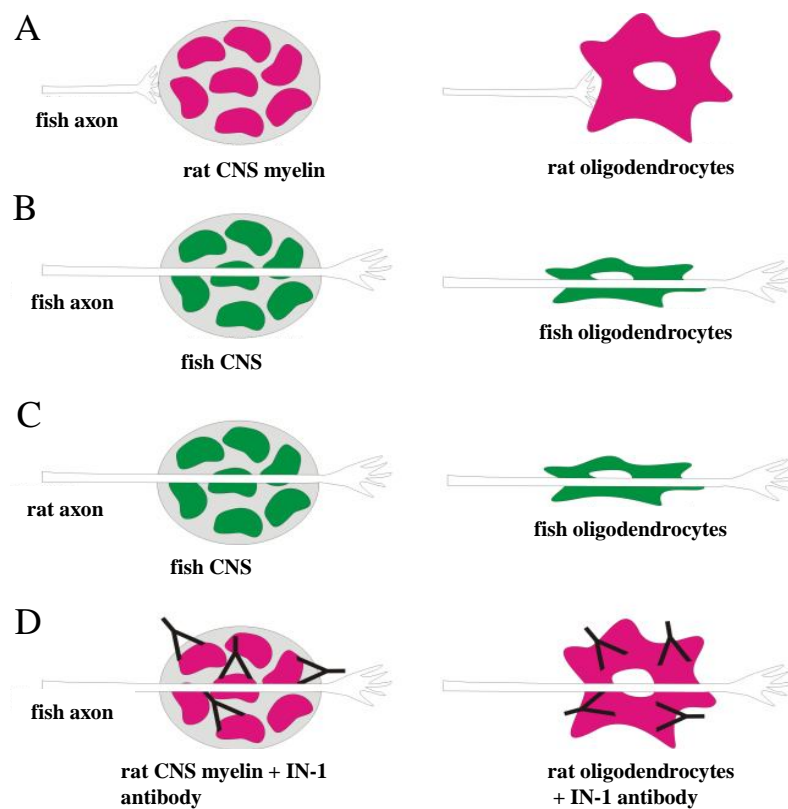 A
fish axon
rat CNS myelin
rat oligodendrocytes
B
fish axon
fish CNS
fish oligodendrocytes
C
rat axon
fish CNS
fish oligodendrocytes
D
fish axon
rat CNS myelin + IN-1
antibody
rat oligodendrocytes
+ IN-1 antibody